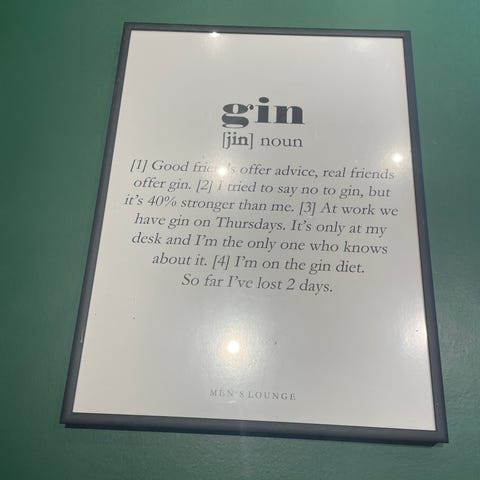 gin
[jin] noun
[1] Good friends offer advice, real friends
offer gin. [2] I tried to say no to gin, but
it's 40% stronger than me. [3] At work we
have gin on Thursdays. It's only at my
desk and I'm the only one who knows
about it. [4] I'm on the gin diet.
So far I've lost 2 days.
MEN'S LOUNGE